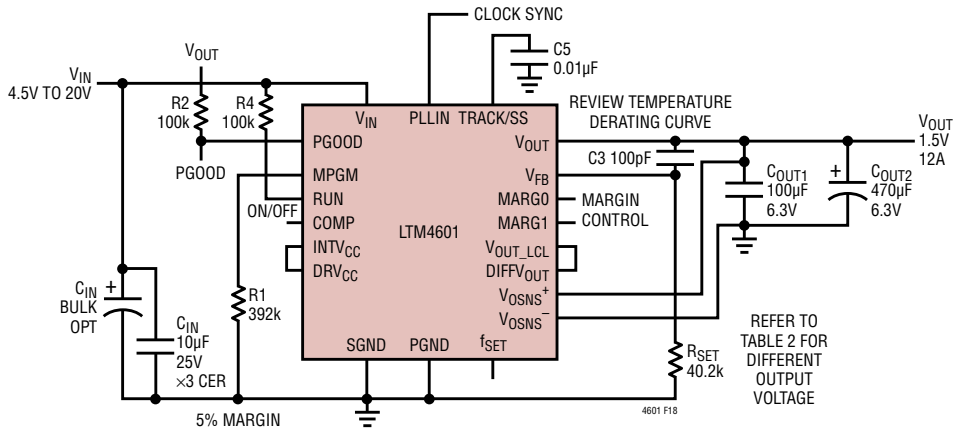 CLOCK SYNC
C5
0.01µF
VOUT
VIN
4.5V TO 20V
R2
100k
R4
100k
REVIEW TEMPERATURE
DERATING CURVE
VIN
PLLIN
TRACK/SS
VOUT
1.5V
12A
PGOOD
VOUT
C3 100pF
PGOOD
MPGM
VFB
COUT1
100µF
6.3V
+
COUT2
470µF
6.3V
RUN
ON/OFF
MARG0
MARGIN
CONTROL
COMP
LTM4601
MARG1
INTVCC
VOUT_LCL
DRVCC
DIFFVOUT
VOSNS+
VOSNS–
CIN
BULK
OPT
+
R1
392k
CIN
10µF
25V
×3 CER
SGND
PGND
fSET
RSET
40.2k
REFER TO
TABLE 2 FOR
DIFFERENT
OUTPUT
VOLTAGE
5% MARGIN
4601 F18